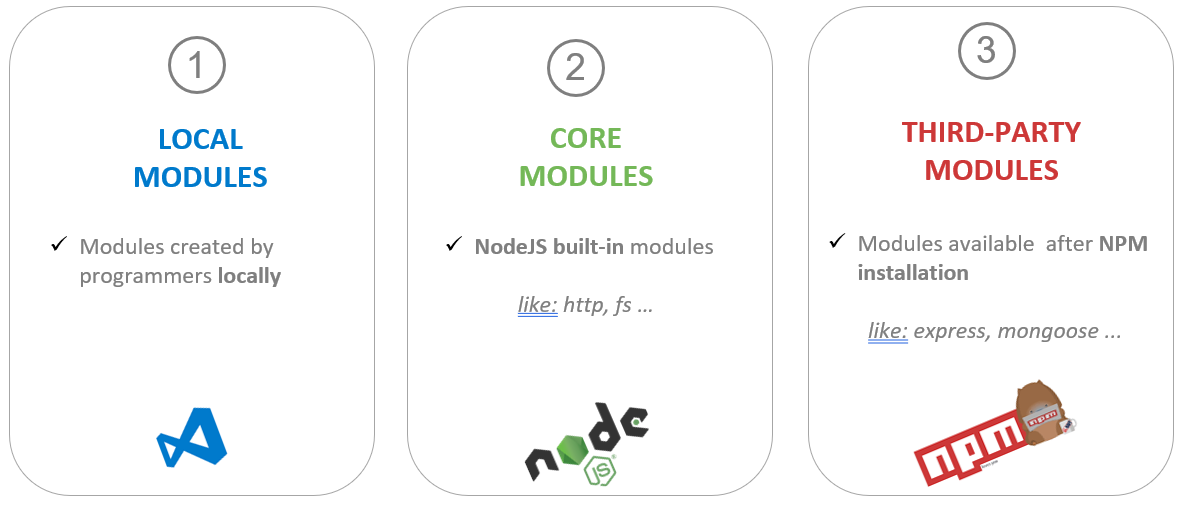 1
LOCAL
MODULES
✓ Modules created by
programmers locally
2
CORE
MODULES
✓ NodeJS built-in modules
like: http, fs ...
node
JS
3
THIRD-PARTY
MODULES
✓ Modules available after NPM
installation
like: express, mongoose ...
npm